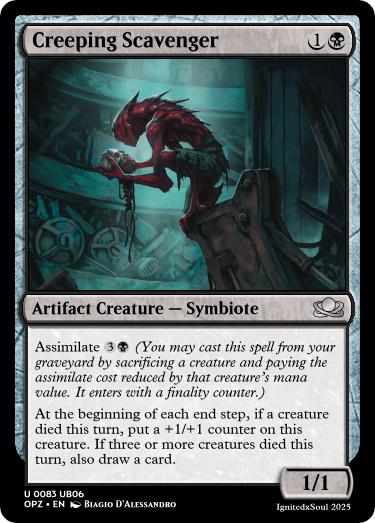 Creeping Scavenger 1
Artifact Creature — Symbiote
Assimilate 3 (You may cast this spell from your
graveyard by sacrificing a creature and paying the
assimilate cost reduced by that creature's mana
value. It enters with a finality counter.)
At the beginning of each end step, if a creature
died this turn, put a +1/+1 counter on this
creature. If three or more creatures died this
turn, also draw a card.
1/1
U 0083 UB06
OPZ • EN Biagio D'Alessandro
IgnitedxSoul 2025